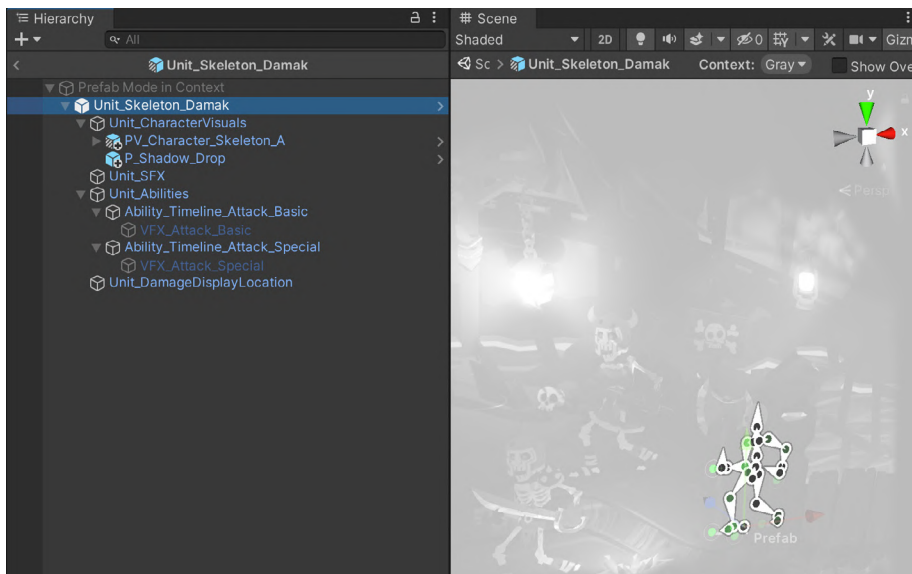 Hierarchy
All
Unit_Skeleton_Damak
Prefab Mode in Context
Unit_Skeleton_Damak
Unit_CharacterVisuals
PV_Character_Skeleton_A
P_Shadow_Drop
Unit_SFX
Unit_Abilities
Ability_Timeline_Attack_Basic
VFX_Attack_Basic
Ability_Timeline_Attack_Special
VFX_Attack_Special
Unit_DamageDisplayLocation
# Scene
Shaded 2D 0 Gizm
Sc > Unit_Skeleton_Damak Context: Gray Show Ove
y
x
< Persp
Prefab